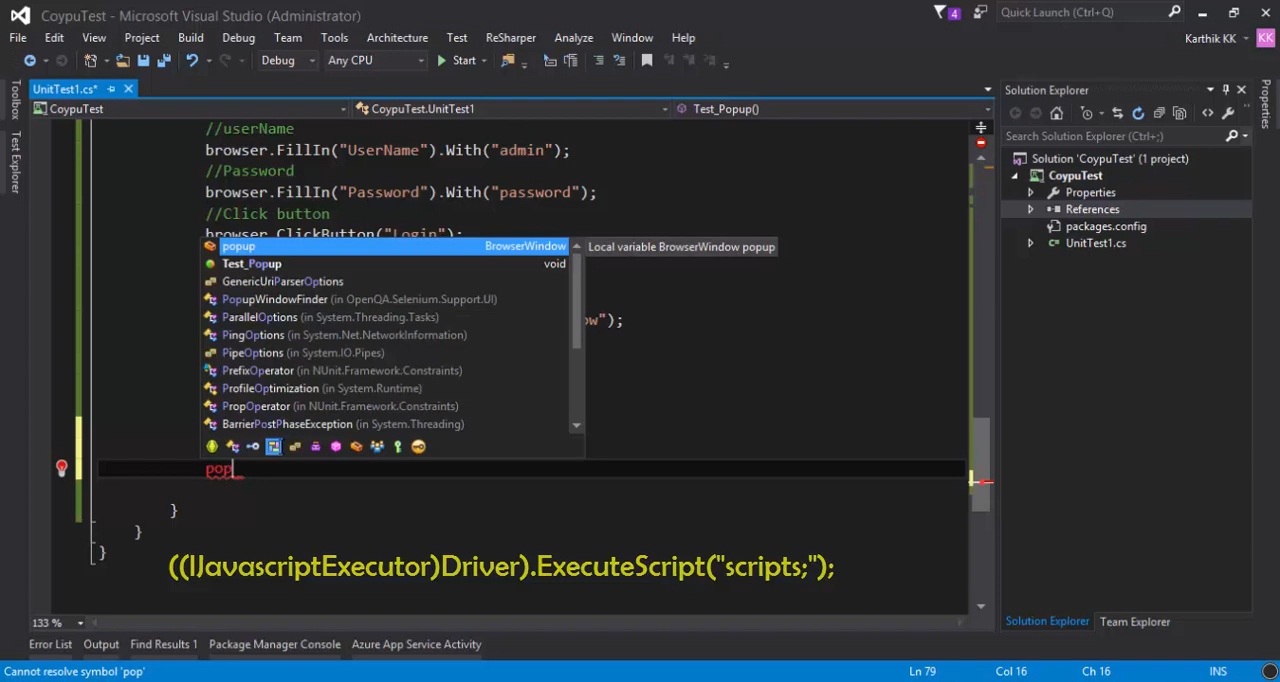 CoypuTest - Microsoft Visual Studio (Administrator)
4
Quick Launch (Ctrl+Q)
File Edit View Project Build Debug Team Tools Architecture Test ReSharper Analyze Window Help
Karthik KK
KK
Debug Any CPU Start
Toolbox
Test Explorer
UnitTest1.cs*
CoypuTest CoypuTest.UnitTest1 Test_Popup()
//userName
browser.FillIn("UserName").With("admin");
//Password
browser.FillIn("Password").With("password");
//Click button
browser.ClickButton("Login");
popup BrowserWindow
Local variable BrowserWindow popup
Test_Popup void
GenericUriParserOptions
PopupWindowFinder (in OpenQA.Selenium.Support.UI)
ParallelOptions (in System.Threading.Tasks)
ow");
PingOptions (in System.Net.NetworkInformation)
PipeOptions (in System.IO.Pipes)
PrefixOperator (in NUnit.Framework.Constraints)
ProfileOptimization (in System.Runtime)
PropOperator (in NUnit.Framework.Constraints)
BarrierPostPhaseException (in System.Threading)
pop
}
}
}
((IJavascriptExecutor)Driver).ExecuteScript("scripts;");
133 %
Solution Explorer
Search Solution Explorer (Ctrl+;)
Solution 'CoypuTest' (1 project)
CoypuTest
Properties
References
packages.config
UnitTest1.cs
Solution Explorer Team Explorer
Properties
Error List Output Find Results 1 Package Manager Console Azure App Service Activity
Cannot resolve symbol 'pop' Ln 79 Col 16 Ch 16 INS